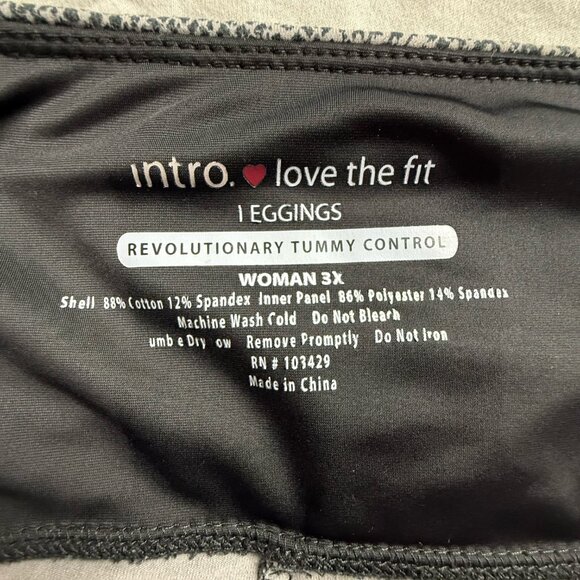 intro. ♥ love the fit
LEGGINGS
REVOLUTIONARY TUMMY CONTROL
WOMAN 3X
Shell 88% Cotton 12% Spandex Inner Panel 86% Polyester 14% Spandex
Machine Wash Cold Do Not Bleach
umb e Dry ow Remove Promptly Do Not Iron
RN # 103429
Made in China